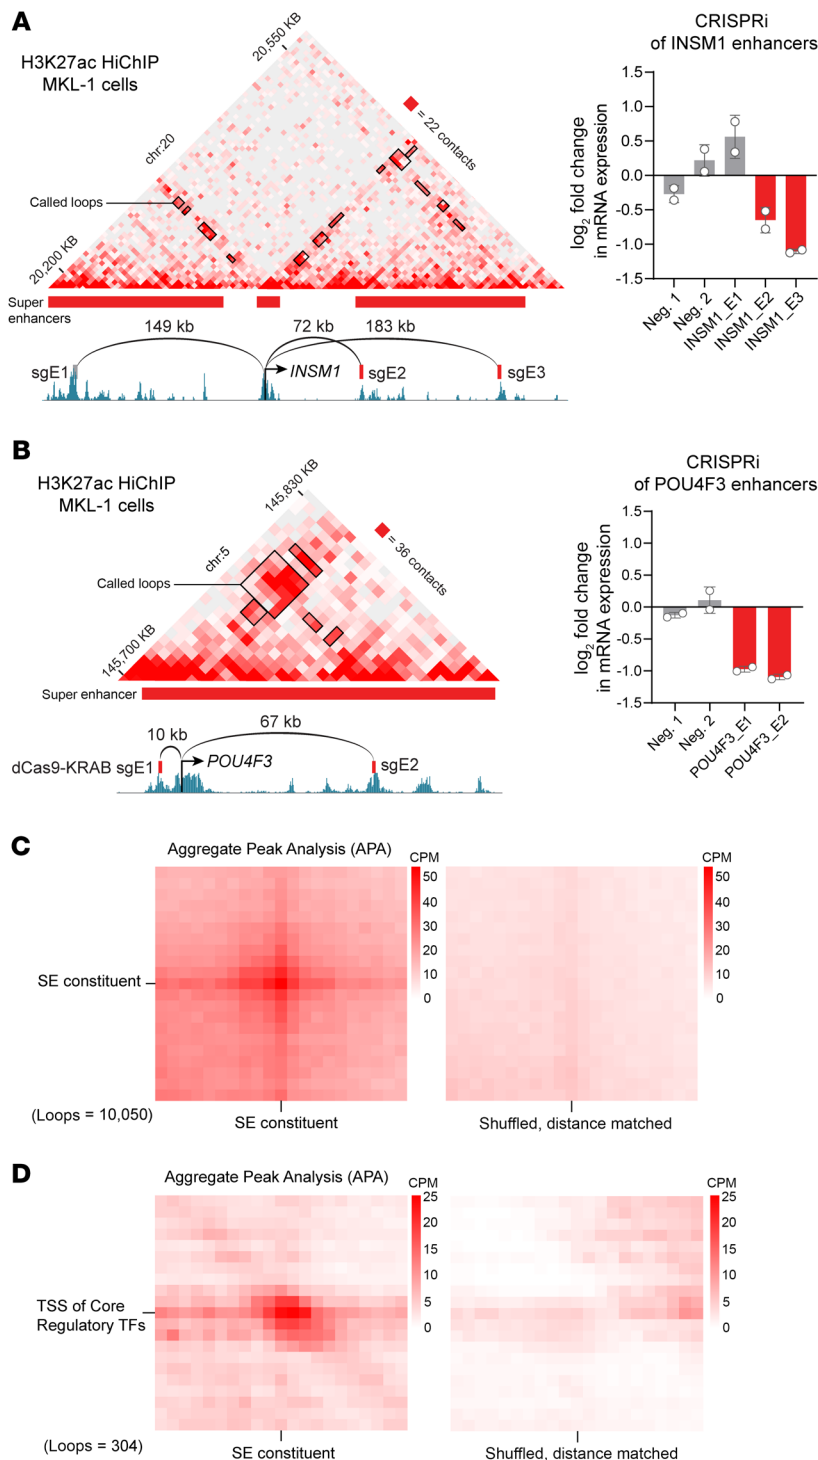 A
H3K27ac HiChIP
MKL-1 cells
20,550 KB
chr:20
= 22 contacts
Called loops
20,200 KB
Super
enhancers
149 kb
72 kb
183 kb
sgE1
INSM1
sgE2
sgE3
CRISPRi
of INSM1 enhancers
log2 fold change
in mRNA expression
1.5
1.0
0.5
0.0
-0.5
-1.0
-1.5
Neg. 1
Neg. 2
INSM1_E1
INSM1_E2
INSM1_E3
B
H3K27ac HiChIP
MKL-1 cells
145,830 KB
chr:5
= 36 contacts
Called loops
145,700 KB
Super enhancer
10 kb
67 kb
dCas9-KRAB sgE1
POU4F3
sgE2
CRISPRi
of POU4F3 enhancers
log2 fold change
in mRNA expression
1.5
1.0
0.5
0.0
-0.5
-1.0
-1.5
Neg. 1
Neg. 2
POU4F3_E1
POU4F3_E2
C
Aggregate Peak Analysis (APA)
CPM
50
40
30
20
10
0
CPM
50
40
30
20
10
0
SE constituent
(Loops = 10,050)
SE constituent
Shuffled, distance matched
D
Aggregate Peak Analysis (APA)
CPM
25
20
15
10
5
0
CPM
25
20
15
10
5
0
TSS of Core
Regulatory TFs
(Loops = 304)
SE constituent
Shuffled, distance matched